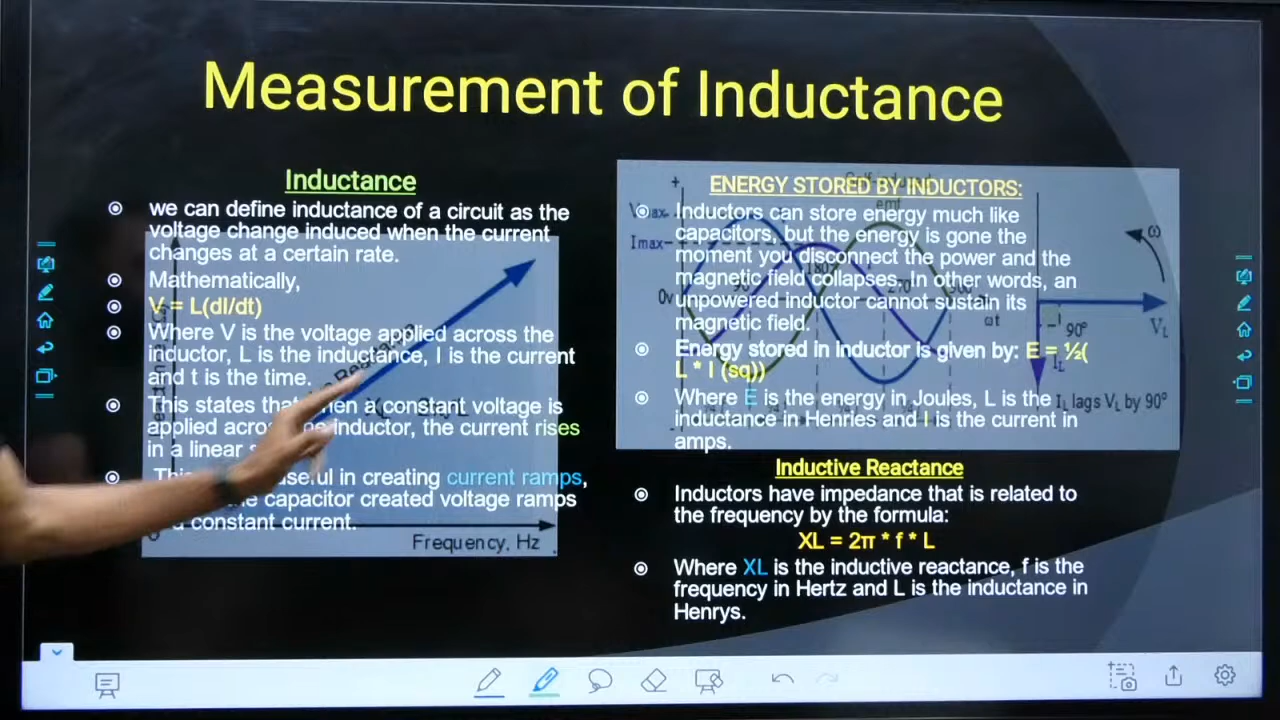 Measurement of Inductance
Inductance
we can define inductance of a circuit as the
voltage change induced when the current
changes at a certain rate.
Mathematically,
V = L(dI/dt)
Where V is the voltage applied across the
inductor, L is the inductance, I is the current
and t is the time.
This states that when a constant voltage is
applied inductor, the current rises
in a linear
This useful in creating current ramps,
capacitor created voltage ramps
constant current.
Frequency, Hz
ENERGY STORED BY INDUCTORS:
Inductors can store energy much like
capacitors, but the energy is gone the
moment you disconnect the power and the
magnetic field collapses. In other words, an
unpowered inductor cannot sustain its
magnetic field.
Energy stored in inductor is given by: E = ½(
L * I (sq))
Where E is the energy in Joules, L is the
inductance in Henries and I is the current in
amps.
+
Vmax
Imax
0v
180°
ωt
ω
90°
VL
IL
IL lags VL by 90°
Inductive Reactance
Inductors have impedance that is related to
the frequency by the formula:
XL = 2π * f * L
Where XL is the inductive reactance, f is the
frequency in Hertz and L is the inductance in
Henrys.